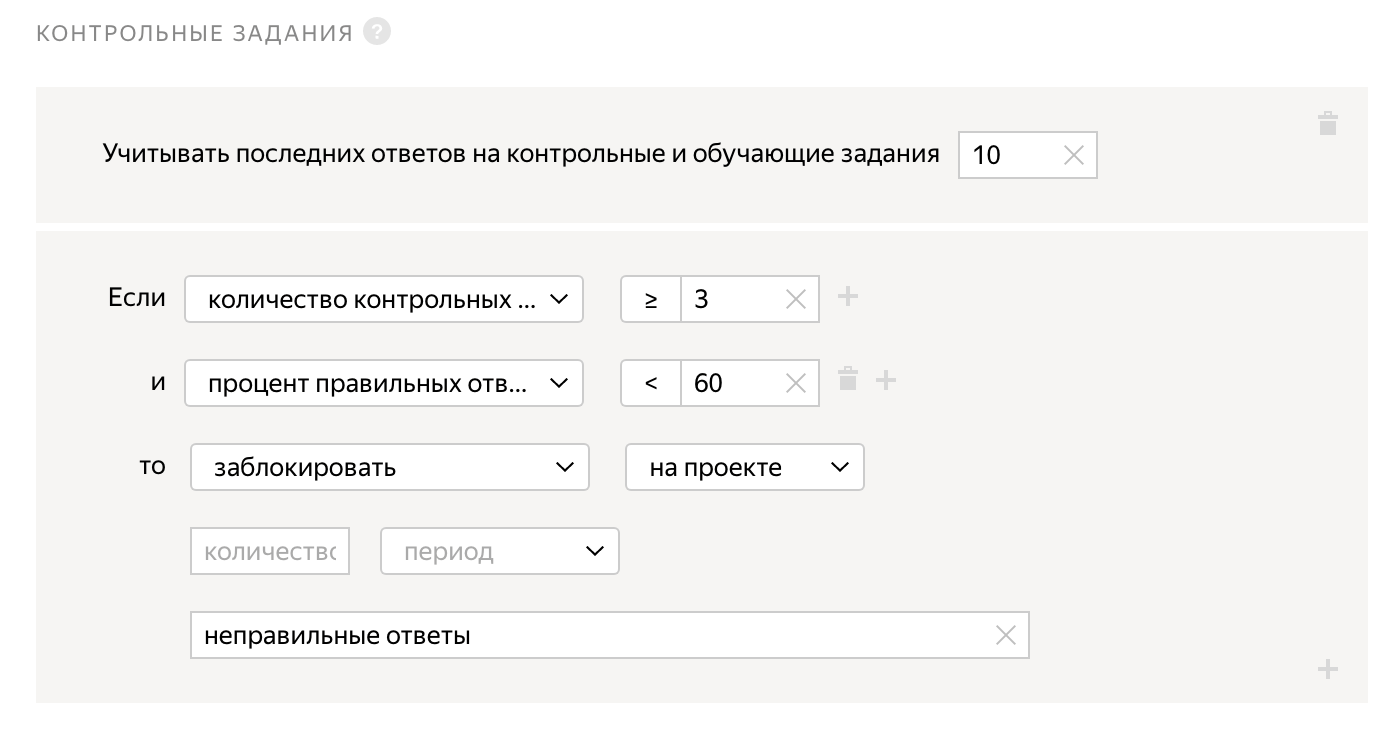 КОНТРОЛЬНЫЕ ЗАДАНИЯ ?
Учитывать последних ответов на контрольные и обучающие задания 10
Если количество контрольных ... ≥ 3
и процент правильных отв... < 60
то заблокировать на проекте
количество период
неправильные ответы